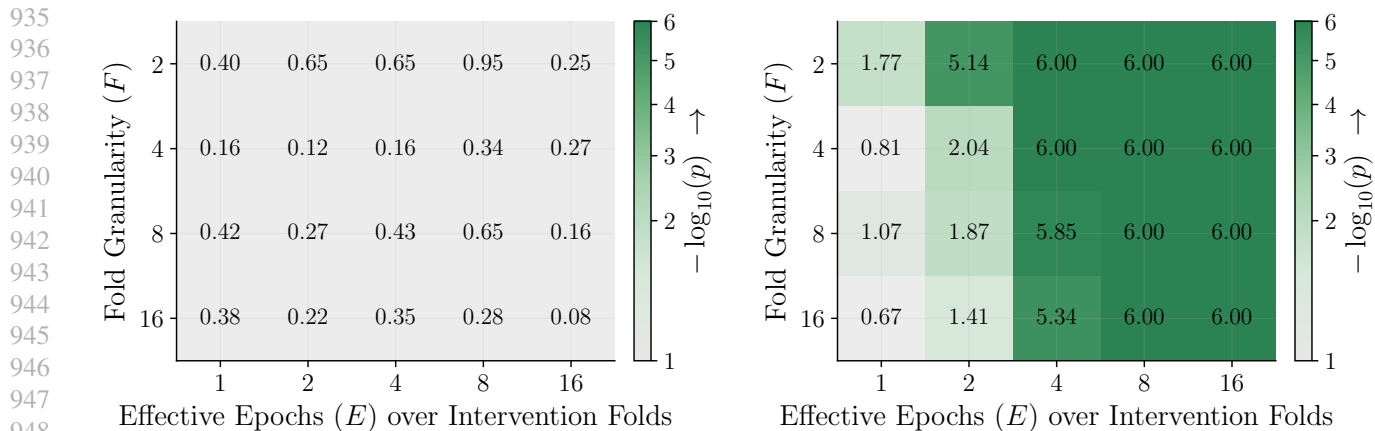 935
936
937
938
939
940
941
942
943
944
945
946
947
Fold Granularity (F)
2 0.40 0.65 0.65 0.95 0.25
4 0.16 0.12 0.16 0.34 0.27
8 0.42 0.27 0.43 0.65 0.16
16 0.38 0.22 0.35 0.28 0.08
1 2 4 8 16
Effective Epochs (E) over Intervention Folds
6
5
4
3
2
1
− log10(p) →
Fold Granularity (F)
2 1.77 5.14 6.00 6.00 6.00
4 0.81 2.04 6.00 6.00 6.00
8 1.07 1.87 5.85 6.00 6.00
16 0.67 1.41 5.34 6.00 6.00
1 2 4 8 16
Effective Epochs (E) over Intervention Folds
6
5
4
3
2
1
− log10(p) →